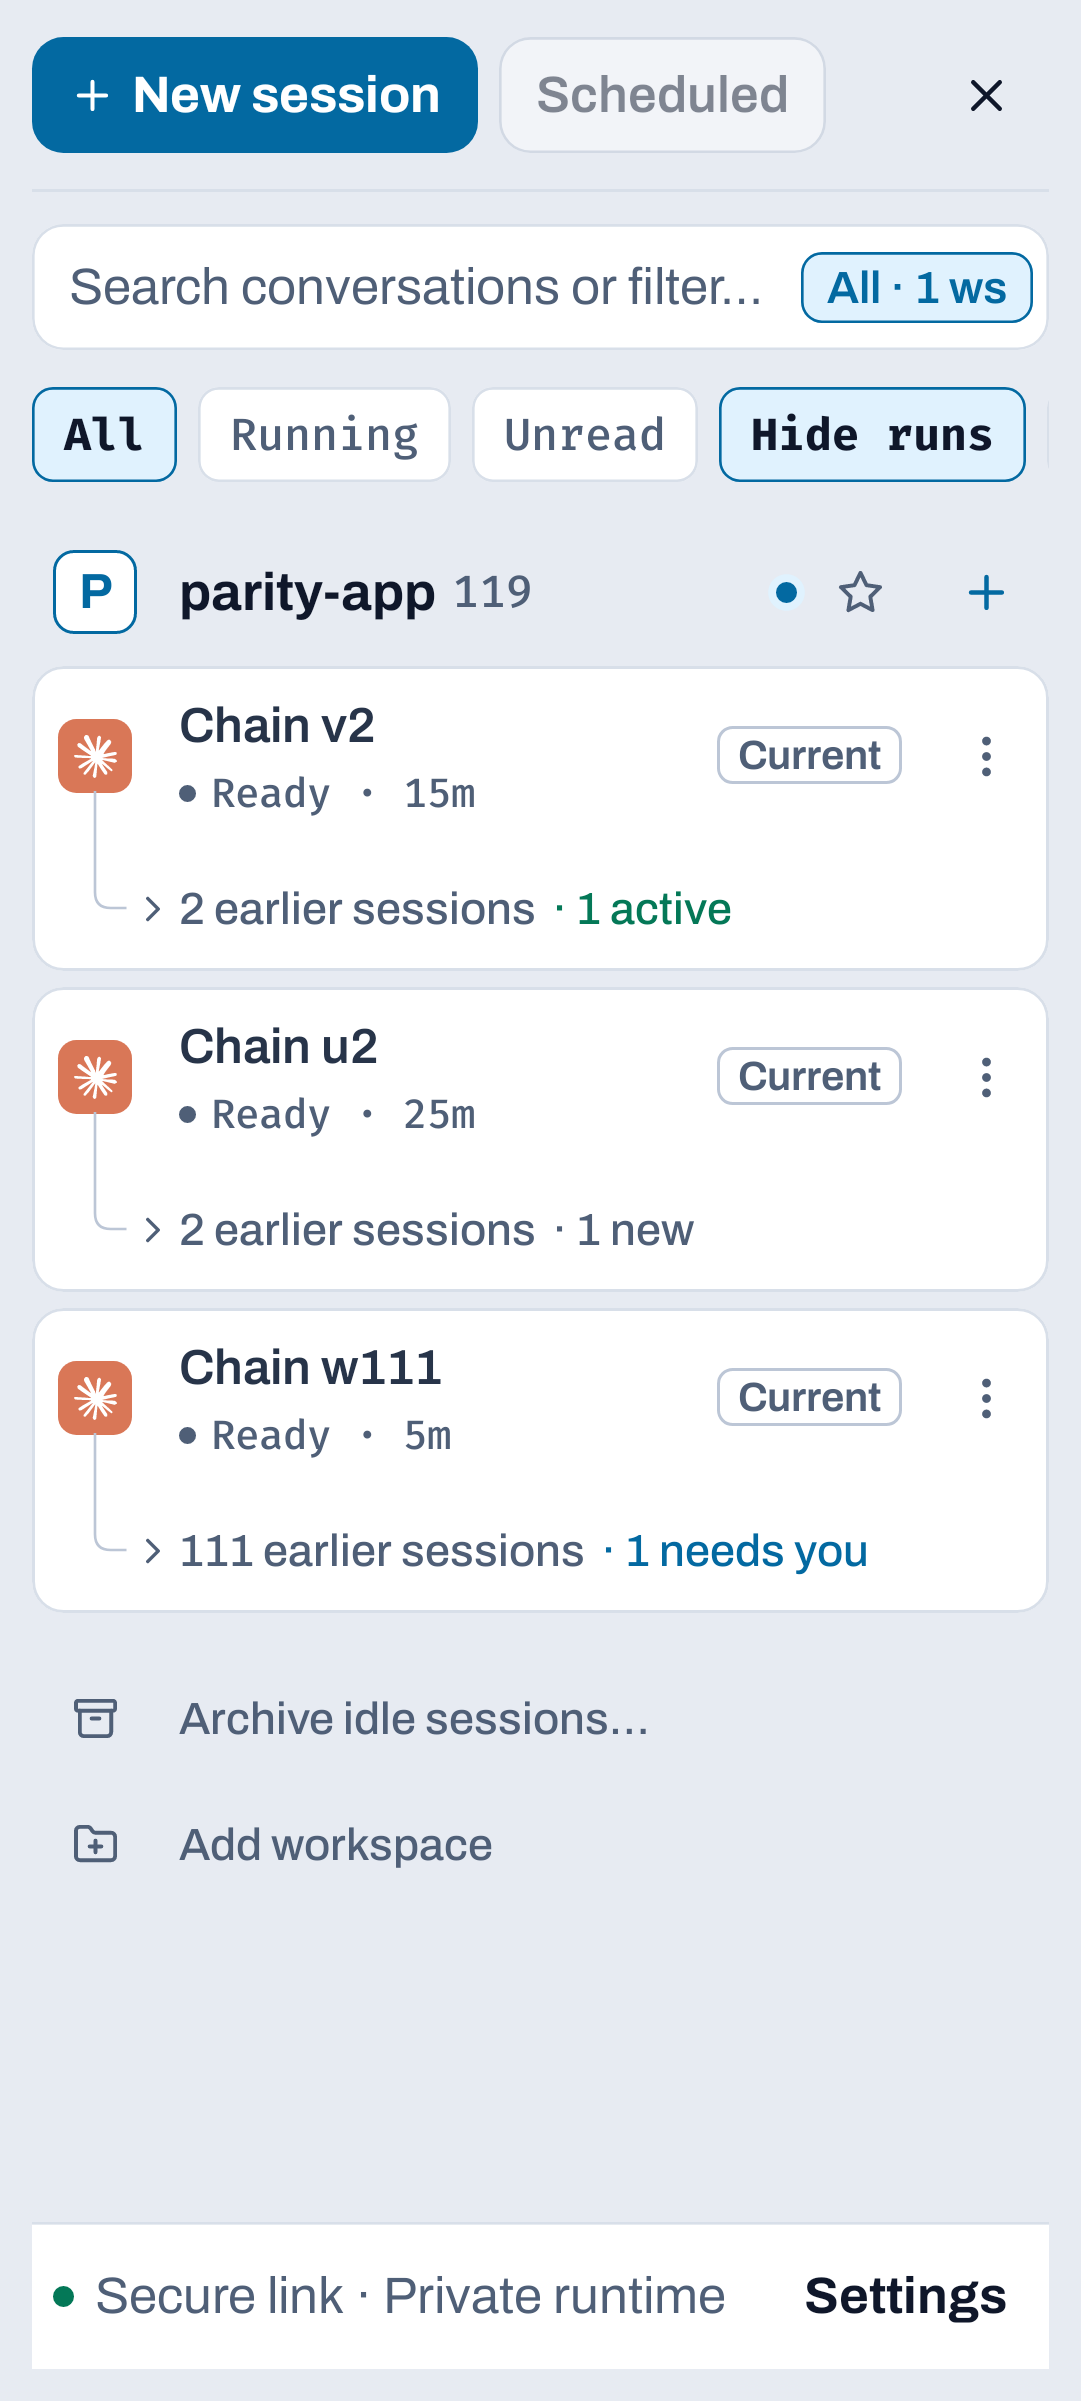 New session
Scheduled
Search conversations or filter...
All · 1 ws
All
Running
Unread
Hide runs
P
parity-app 119
Chain v2
Current
Ready · 15m
2 earlier sessions · 1 active
Chain u2
Current
Ready · 25m
2 earlier sessions · 1 new
Chain w111
Current
Ready · 5m
111 earlier sessions · 1 needs you
Archive idle sessions...
Add workspace
Secure link · Private runtime
Settings